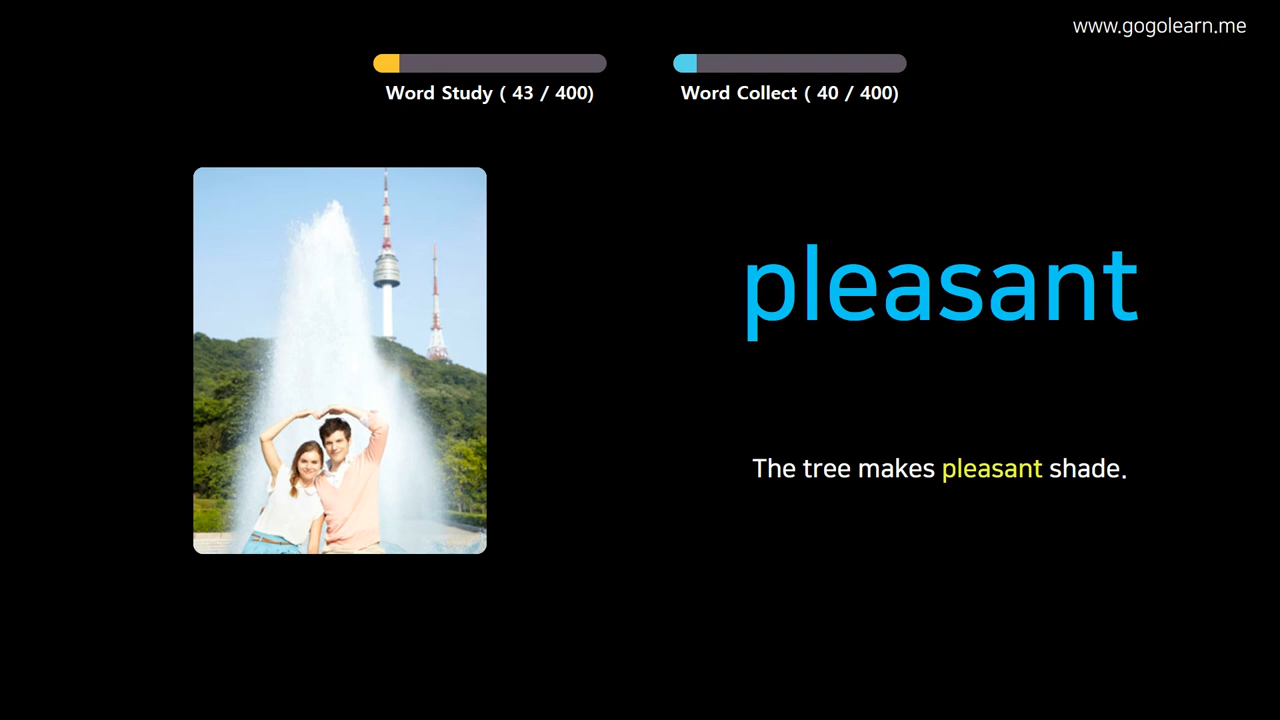 www.gogolearn.me
Word Study ( 43 / 400)
Word Collect ( 40 / 400)
pleasant
The tree makes pleasant shade.